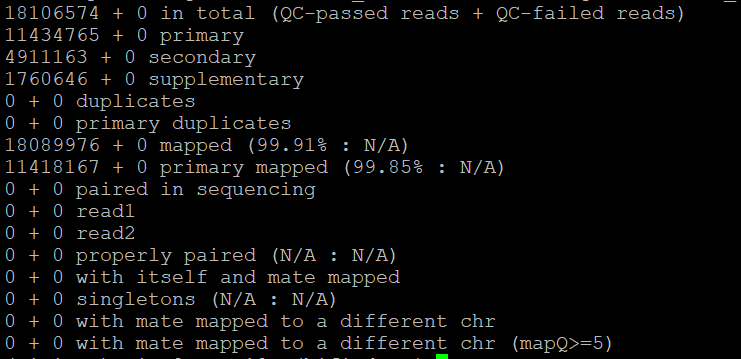 18106574 + 0 in total (QC-passed reads + QC-failed reads)
11434765 + 0 primary
4911163 + 0 secondary
1760646 + 0 supplementary
0 + 0 duplicates
0 + 0 primary duplicates
18089976 + 0 mapped (99.91% : N/A)
11418167 + 0 primary mapped (99.85% : N/A)
0 + 0 paired in sequencing
0 + 0 read1
0 + 0 read2
0 + 0 properly paired (N/A : N/A)
0 + 0 with itself and mate mapped
0 + 0 singletons (N/A : N/A)
0 + 0 with mate mapped to a different chr
0 + 0 with mate mapped to a different chr (mapQ>=5)